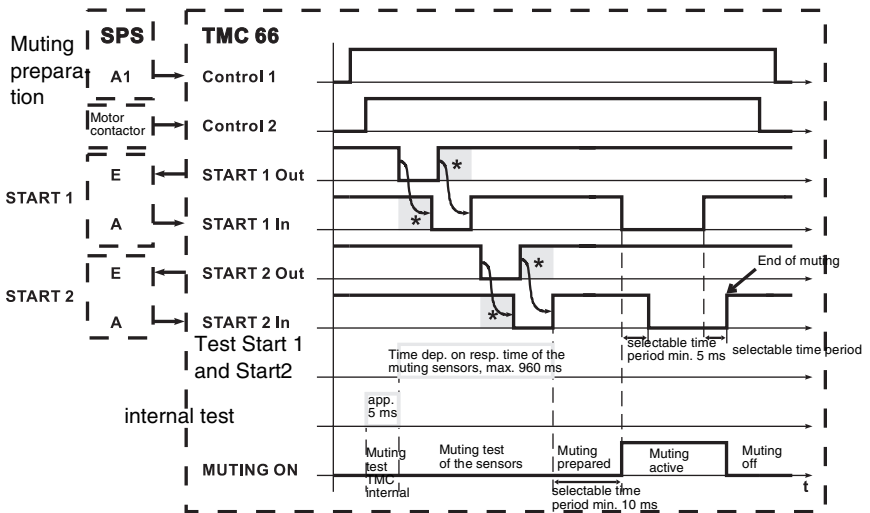 SPS
TMC 66
Muting
prepara-
tion
A1
Control 1
Motor
contactor
Control 2
START 1
E
START 1 Out
*
A
START 1 In
*
START 2
E
START 2 Out
*
End of muting
A
START 2 In
*
Test Start 1
and Start2
Time dep. on resp. time of the
muting sensors, max. 960 ms
selectable time
period min. 5 ms
selectable time period
internal test
app.
5 ms
MUTING ON
Muting
test
TMC
internal
Muting test
of the sensors
Muting
prepared
Muting
active
Muting
off
selectable time
period min. 10 ms
t